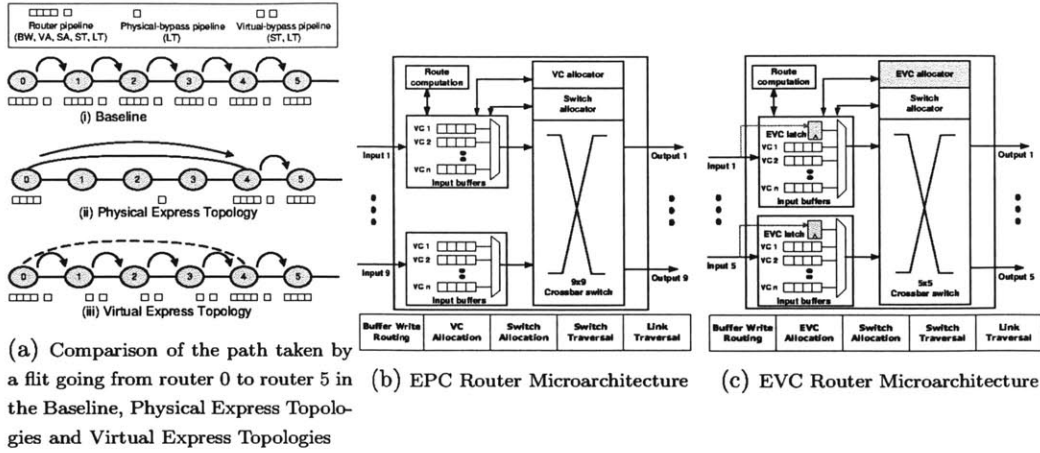 Router pipeline
(BW, VA, SA, ST, LT)
Physical-bypass pipeline
(LT)
Virtual-bypass pipeline
(ST, LT)
0 1 2 3 4 5
(i) Baseline
0 1 2 3 4 5
(ii) Physical Express Topology
0 1 2 3 4 5
(iii) Virtual Express Topology
(a) Comparison of the path taken by
a flit going from router 0 to router 5 in
the Baseline, Physical Express Topolo-
gies and Virtual Express Topologies
Route
computation
VC allocator
Switch
allocator
VC 1
VC 2
VC n
Input buffers
Input 1
Output 1
VC 1
VC 2
VC n
Input buffers
Input 9
Output 9
9x9
Crossbar switch
Buffer Write
Routing
VC
Allocation
Switch
Allocation
Switch
Traversal
Link
Traversal
(b) EPC Router Microarchitecture
Route
computation
EVC allocator
Switch
allocator
EVC latch
VC 1
VC 2
VC n
Input buffers
Input 1
Output 1
EVC latch
VC 1
VC 2
VC n
Input buffers
Input 5
Output 5
5x5
Crossbar switch
Buffer Write
Routing
EVC
Allocation
Switch
Allocation
Switch
Traversal
Link
Traversal
(c) EVC Router Microarchitecture